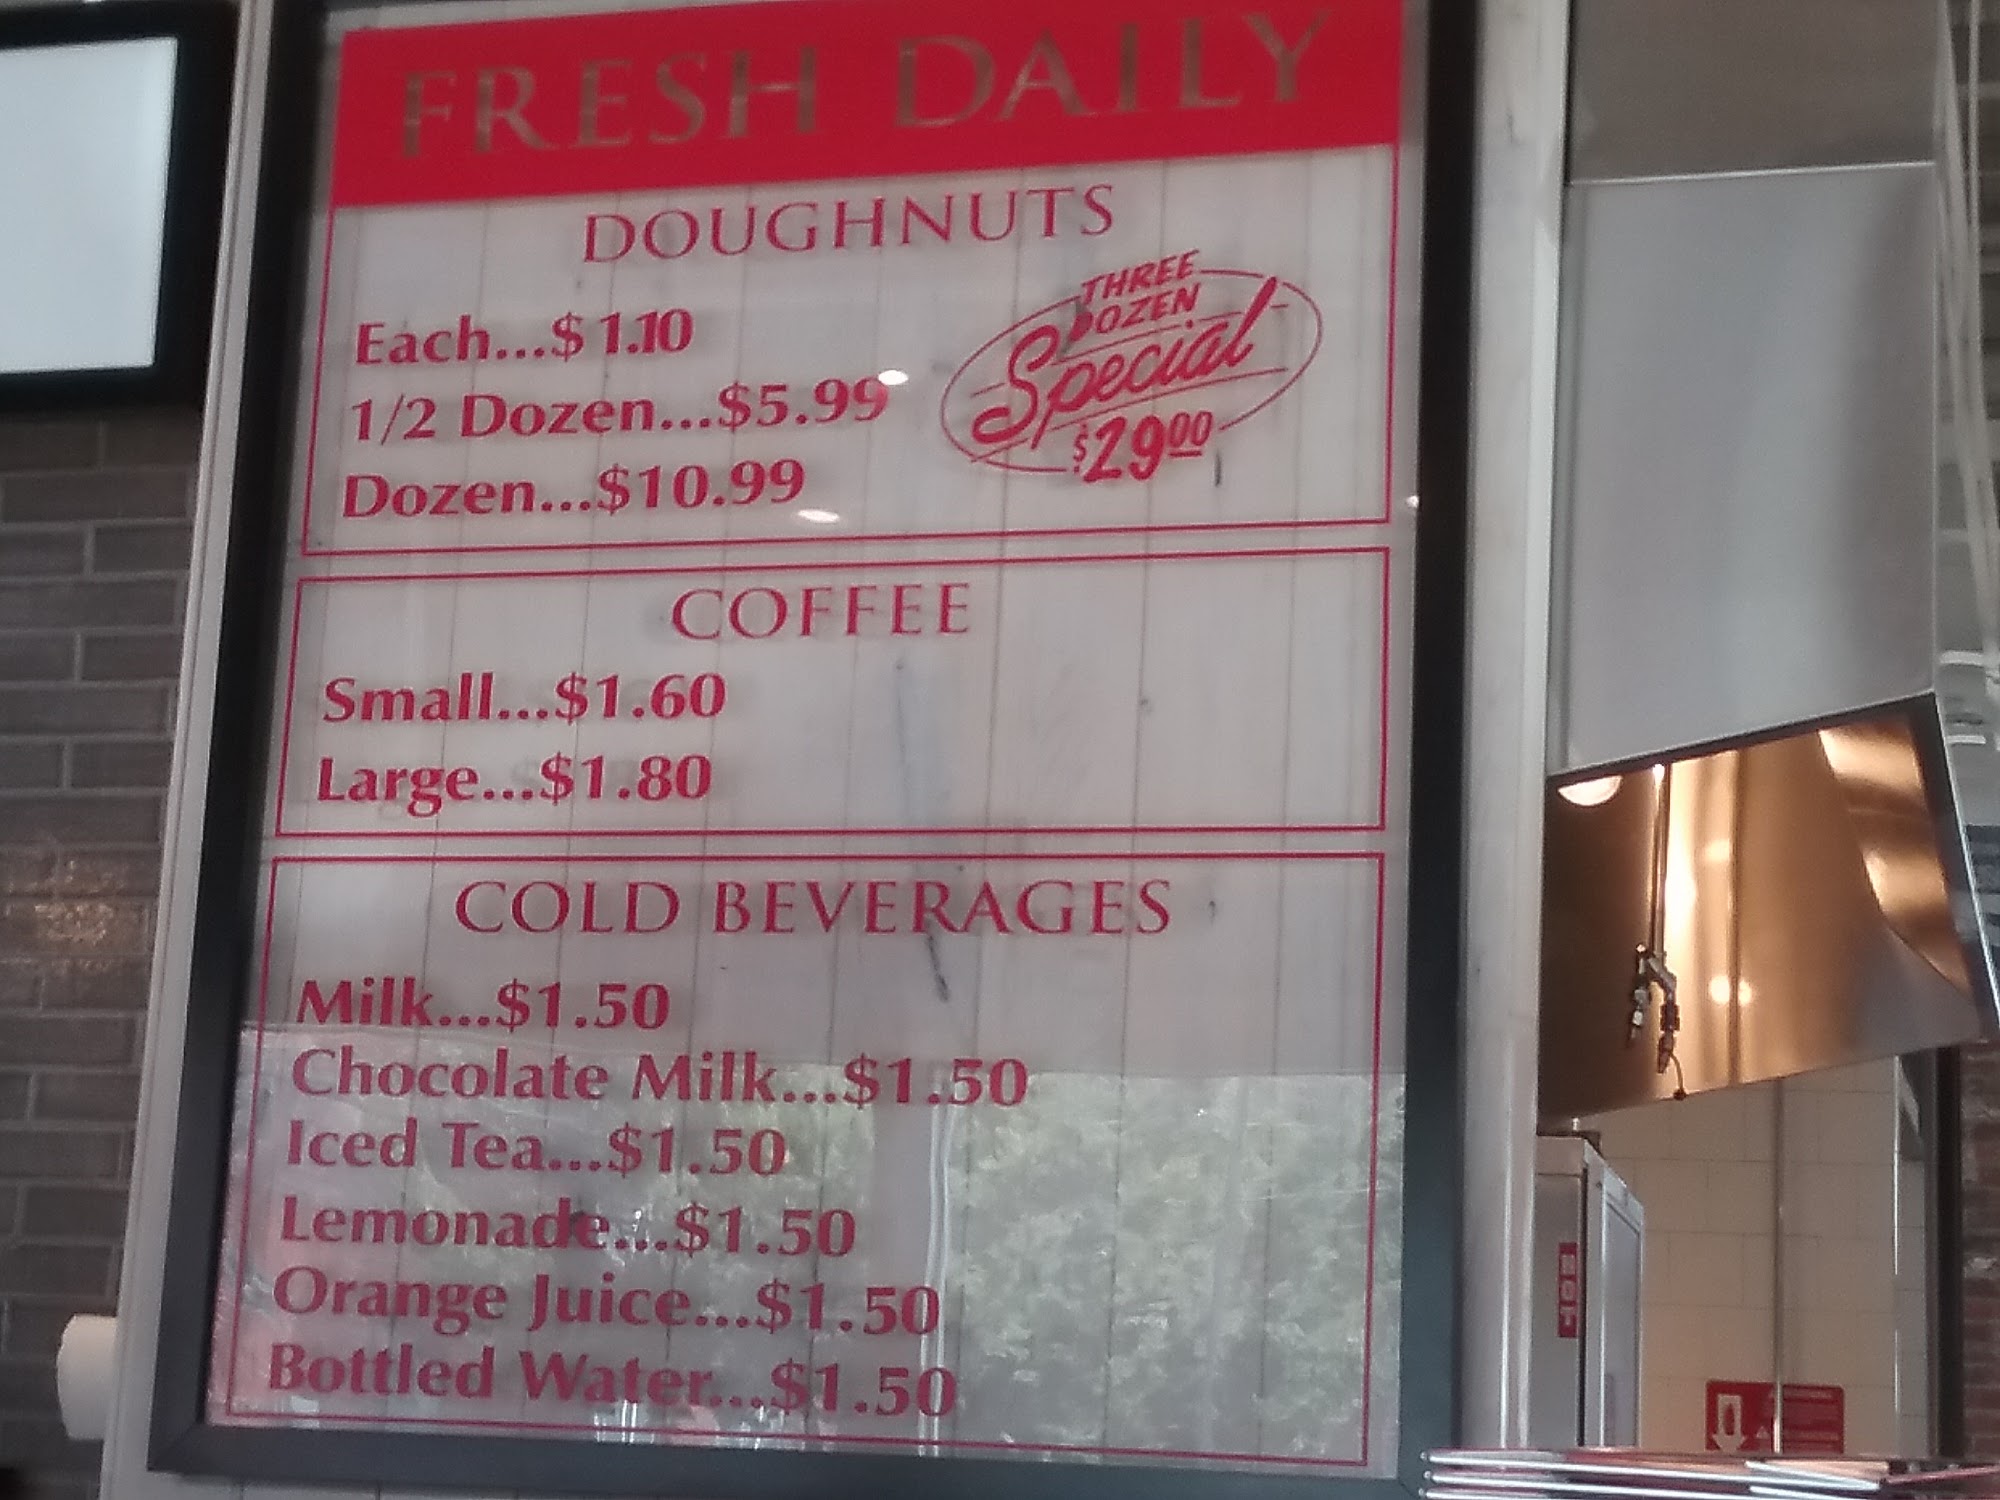 FRESH DAILY
DOUGHNUTS
Each...$1.10
1/2 Dozen...$5.99
Dozen...$10.99
THREE
DOZEN
Special
$29.00
COFFEE
Small...$1.60
Large...$1.80
COLD BEVERAGES
Milk...$1.50
Chocolate Milk...$1.50
Iced Tea...$1.50
Lemonade...$1.50
Orange Juice...$1.50
Bottled Water...$1.50